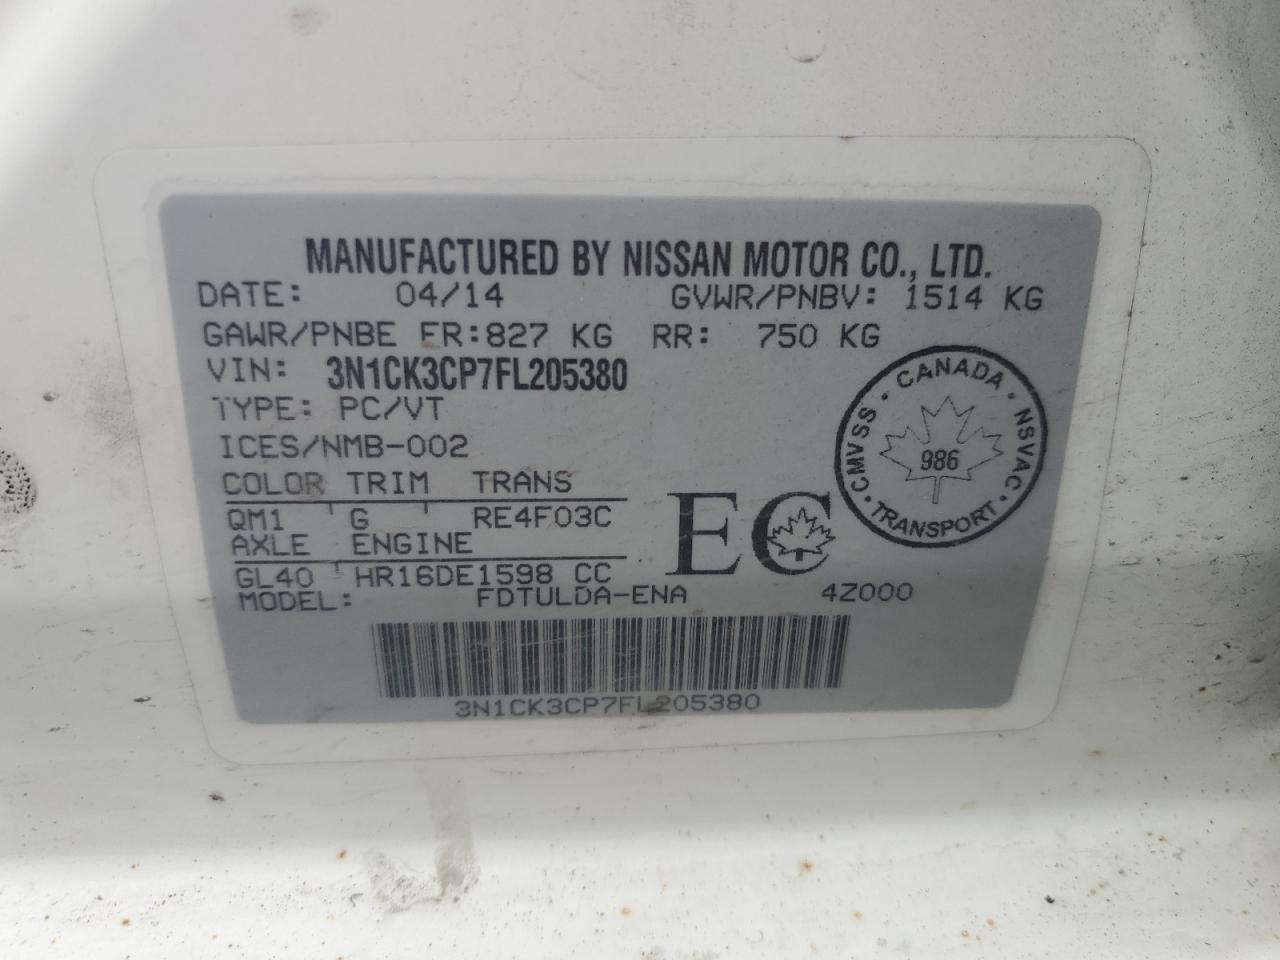 MANUFACTURED BY NISSAN MOTOR CO., LTD.
DATE: 04/14 GVWR/PNBV: 1514 KG
GAWR/PNBE FR:827 KG RR: 750 KG
VIN: 3N1CK3CP7FL205380
TYPE: PC/VT
ICES/NMB-002
COLOR TRIM TRANS
QM1 G RE4F03C
AXLE ENGINE
GL40 HR16DE1598 CC
MODEL: FDTULDA-ENA 4Z000
EC
CANADA
CMVSS · NSVAC
986
TRANSPORT
3N1CK3CP7FL205380